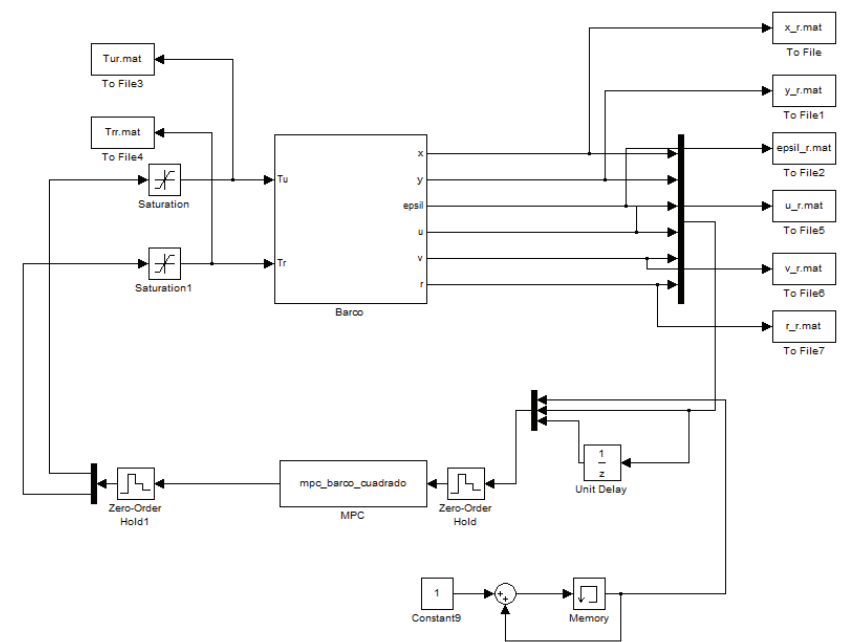 x_r.mat
To File
Tur.mat
To File3
y_r.mat
To File1
Trr.mat
To File4
epsil_r.mat
To File2
x
Tu
y
Saturation
epsil
u_r.mat
To File5
u
v
Tr
v_r.mat
To File6
r
Saturation1
Barco
r_r.mat
To File7
1
z
Unit Delay
mpc_barco_cuadrado
MPC
Zero-Order
Hold1
Zero-Order
Hold
1
Constant9
+
+
Memory